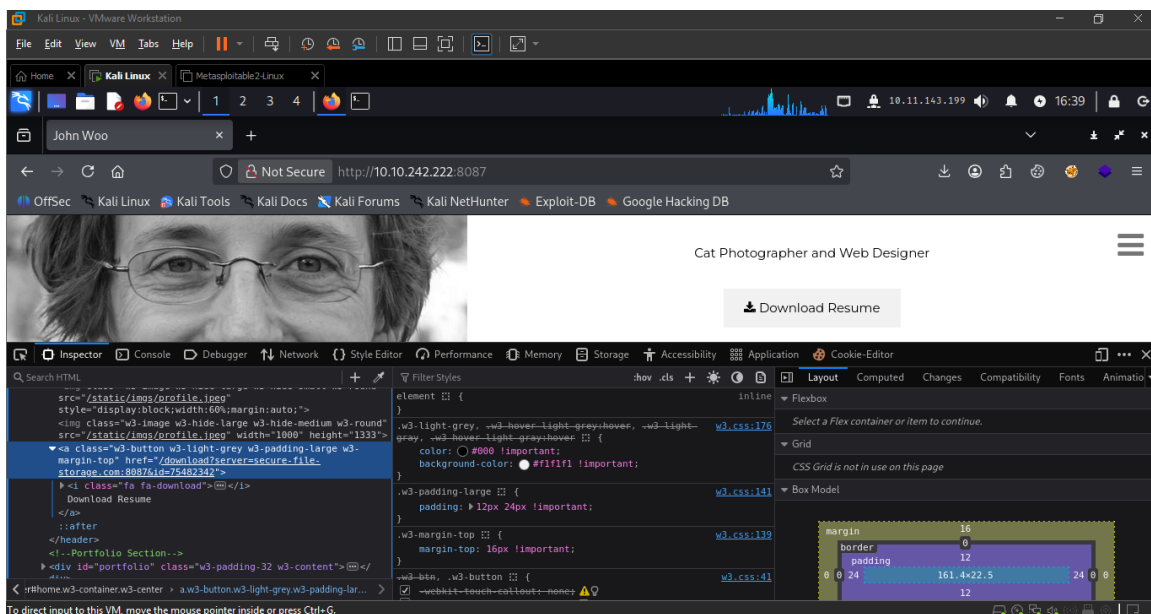 Kali Linux - VMware Workstation
File Edit View VM Tabs Help
Home Kali Linux Metasploitable2-Linux
1 2 3 4 10.11.143.199 16:39
John Woo
Not Secure http://10.10.242.222:8087
OffSec Kali Linux Kali Tools Kali Docs Kali Forums Kali NetHunter Exploit-DB Google Hacking DB
Cat Photographer and Web Designer
Download Resume
Inspector Console Debugger Network Style Editor Performance Memory Storage Accessibility Application Cookie-Editor
Search HTML
src="/static/imgs/profile.jpeg"
style="display:block;width:60%;margin:auto;">
<img class="w3-image w3-hide-large w3-hide-medium w3-round"
src="/static/imgs/profile.jpeg" width="1000" height="1333">
<a class="w3-button w3-light-grey w3-padding-large w3-
margin-top" href="/download?server=secure-file-
storage.com:8087&id=75482342">
<i class="fa fa-download"></i>
Download Resume
</a>
::after
</header>
<!--Portfolio Section-->
<div id="portfolio" class="w3-padding-32 w3-content"></
er#home.w3-container.w3-center > a.w3-button.w3-light-grey.w3-padding-lar...
Filter Styles :hov .cls
element { inline
}
.w3-light-grey, .w3-hover-light-grey:hover, .w3-light- w3.css:176
gray, .w3-hover-light-gray:hover {
color: #000 !important;
background-color: #f1f1f1 !important;
}
.w3-padding-large { w3.css:141
padding: 12px 24px !important;
}
.w3-margin-top { w3.css:139
margin-top: 16px !important;
}
.w3-btn, .w3-button { w3.css:41
-webkit-touch-callout: none;
Layout Computed Changes Compatibility Fonts Animatio
Flexbox
Select a Flex container or item to continue.
Grid
CSS Grid is not in use on this page
Box Model
margin 16
border 0
padding 12
0 0 24 161.4×22.5 24 0 0
12
To direct input to this VM, move the mouse pointer inside or press Ctrl+G.